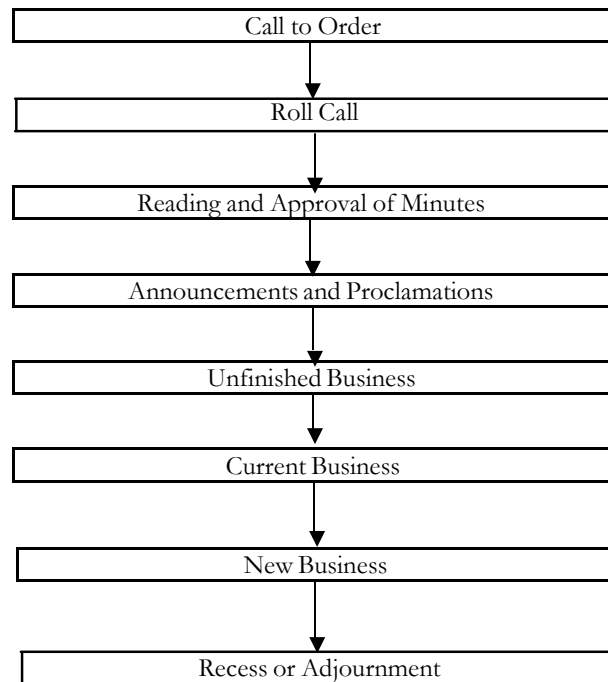 Call to Order
Roll Call
Reading and Approval of Minutes
Announcements and Proclamations
Unfinished Business
Current Business
New Business
Recess or Adjournment